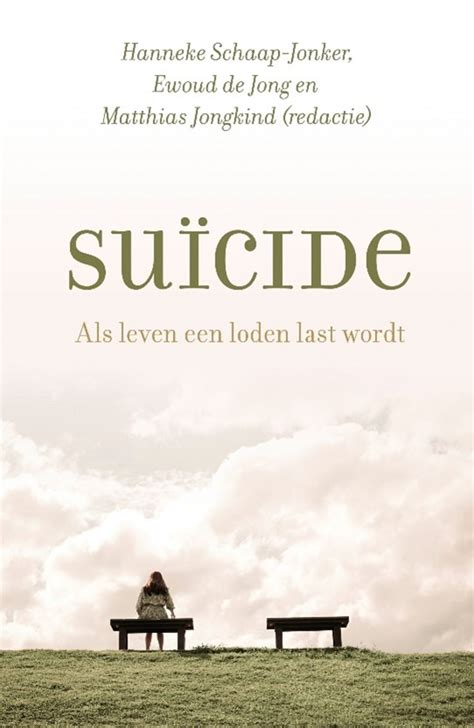 Hanneke Schaap-Jonker,
Ewoud de Jong en
Matthias Jongkind (redactie)
suïcide
Als leven een loden last wordt